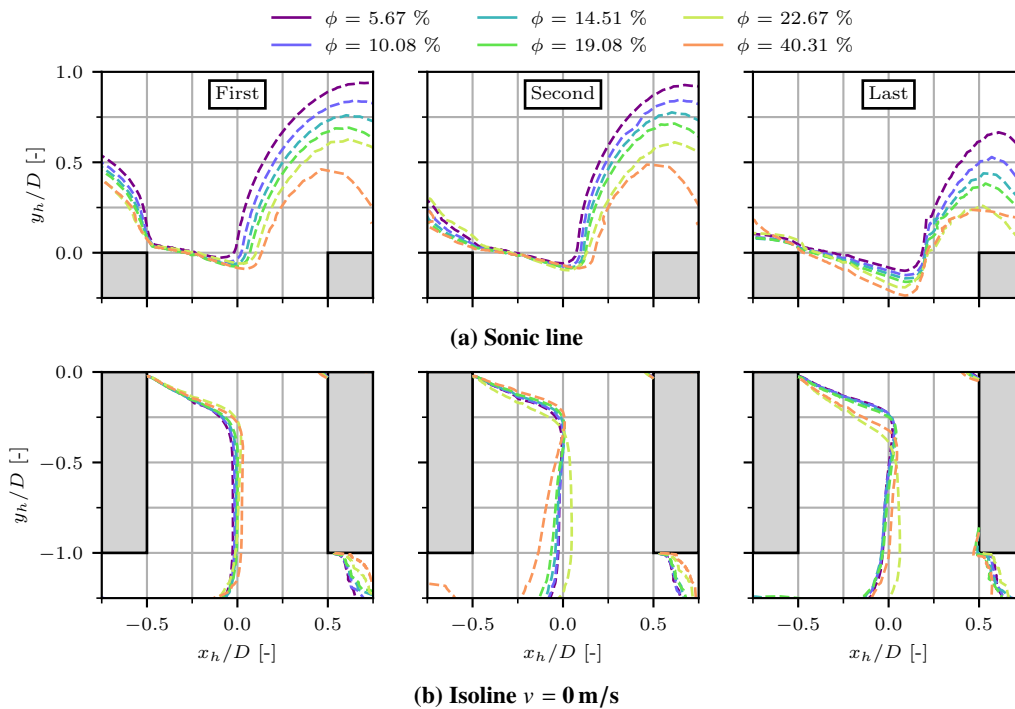 ϕ = 5.67 % ϕ = 14.51 % ϕ = 22.67 %
ϕ = 10.08 % ϕ = 19.08 % ϕ = 40.31 %
First Second Last
1.0
0.5
0.0
y_h/D [-]
(a) Sonic line
0.0
−0.5
−1.0
y_h/D [-]
−0.5 0.0 0.5 −0.5 0.0 0.5 −0.5 0.0 0.5
x_h/D [-] x_h/D [-] x_h/D [-]
(b) Isoline v = 0 m/s